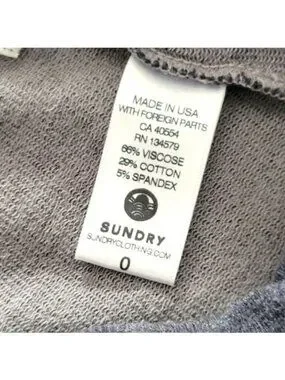 MADE IN USA
WITH FOREIGN PARTS
CA 40554
RN 134579
66% VISCOSE
29% COTTON
5% SPANDEX
SUNDRY
SUNDRYCLOTHING.COM
0